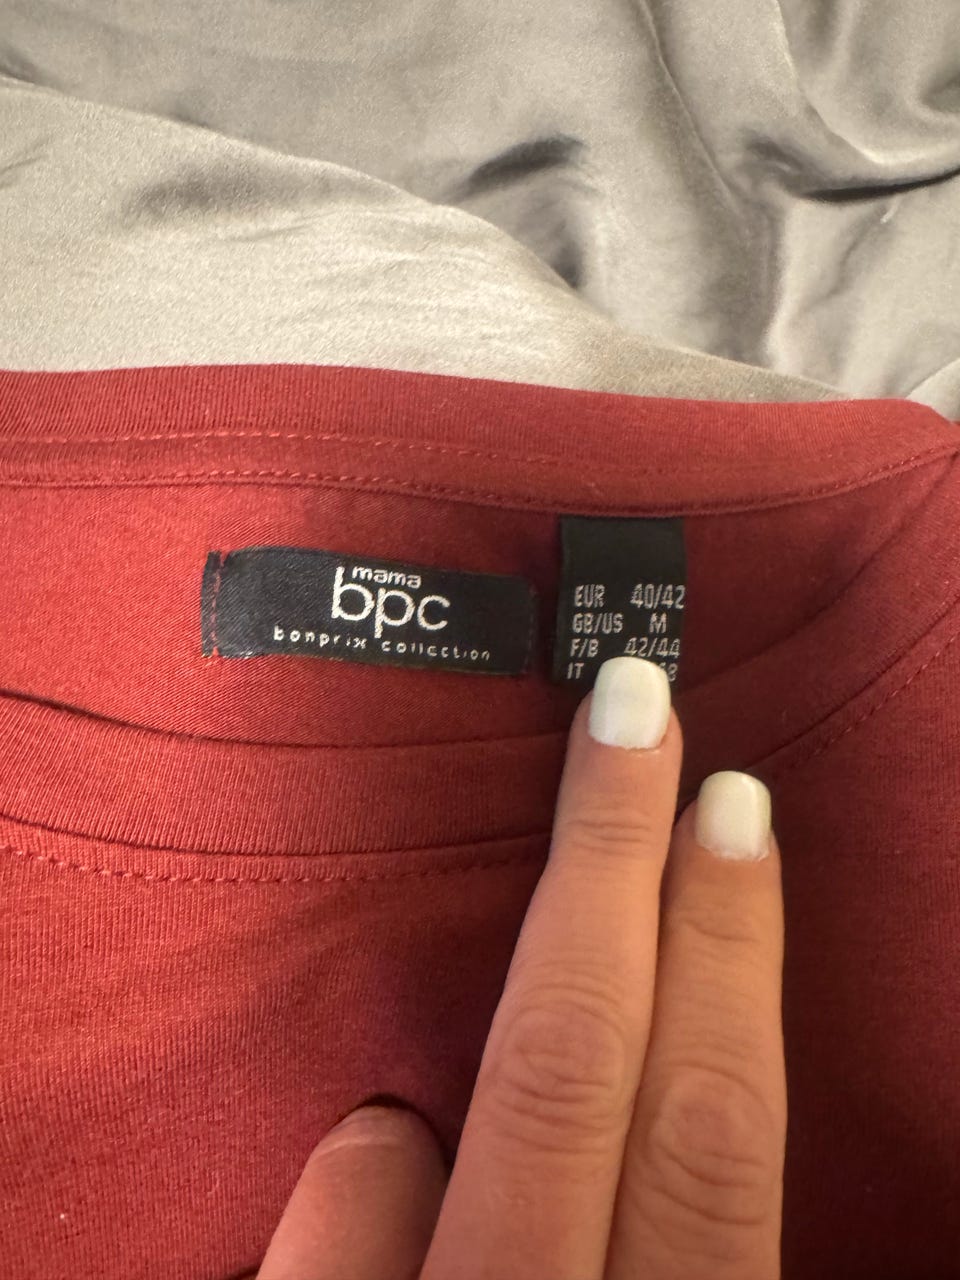 mama
bpc
bonprix collection
EUR 40/42
GB/US M
F/B 42/44
IT